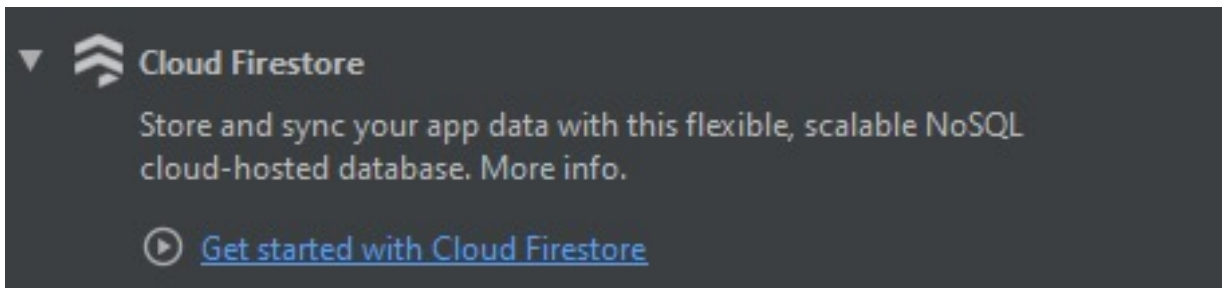 Cloud Firestore
Store and sync your app data with this flexible, scalable NoSQL
cloud-hosted database. More info.
Get started with Cloud Firestore